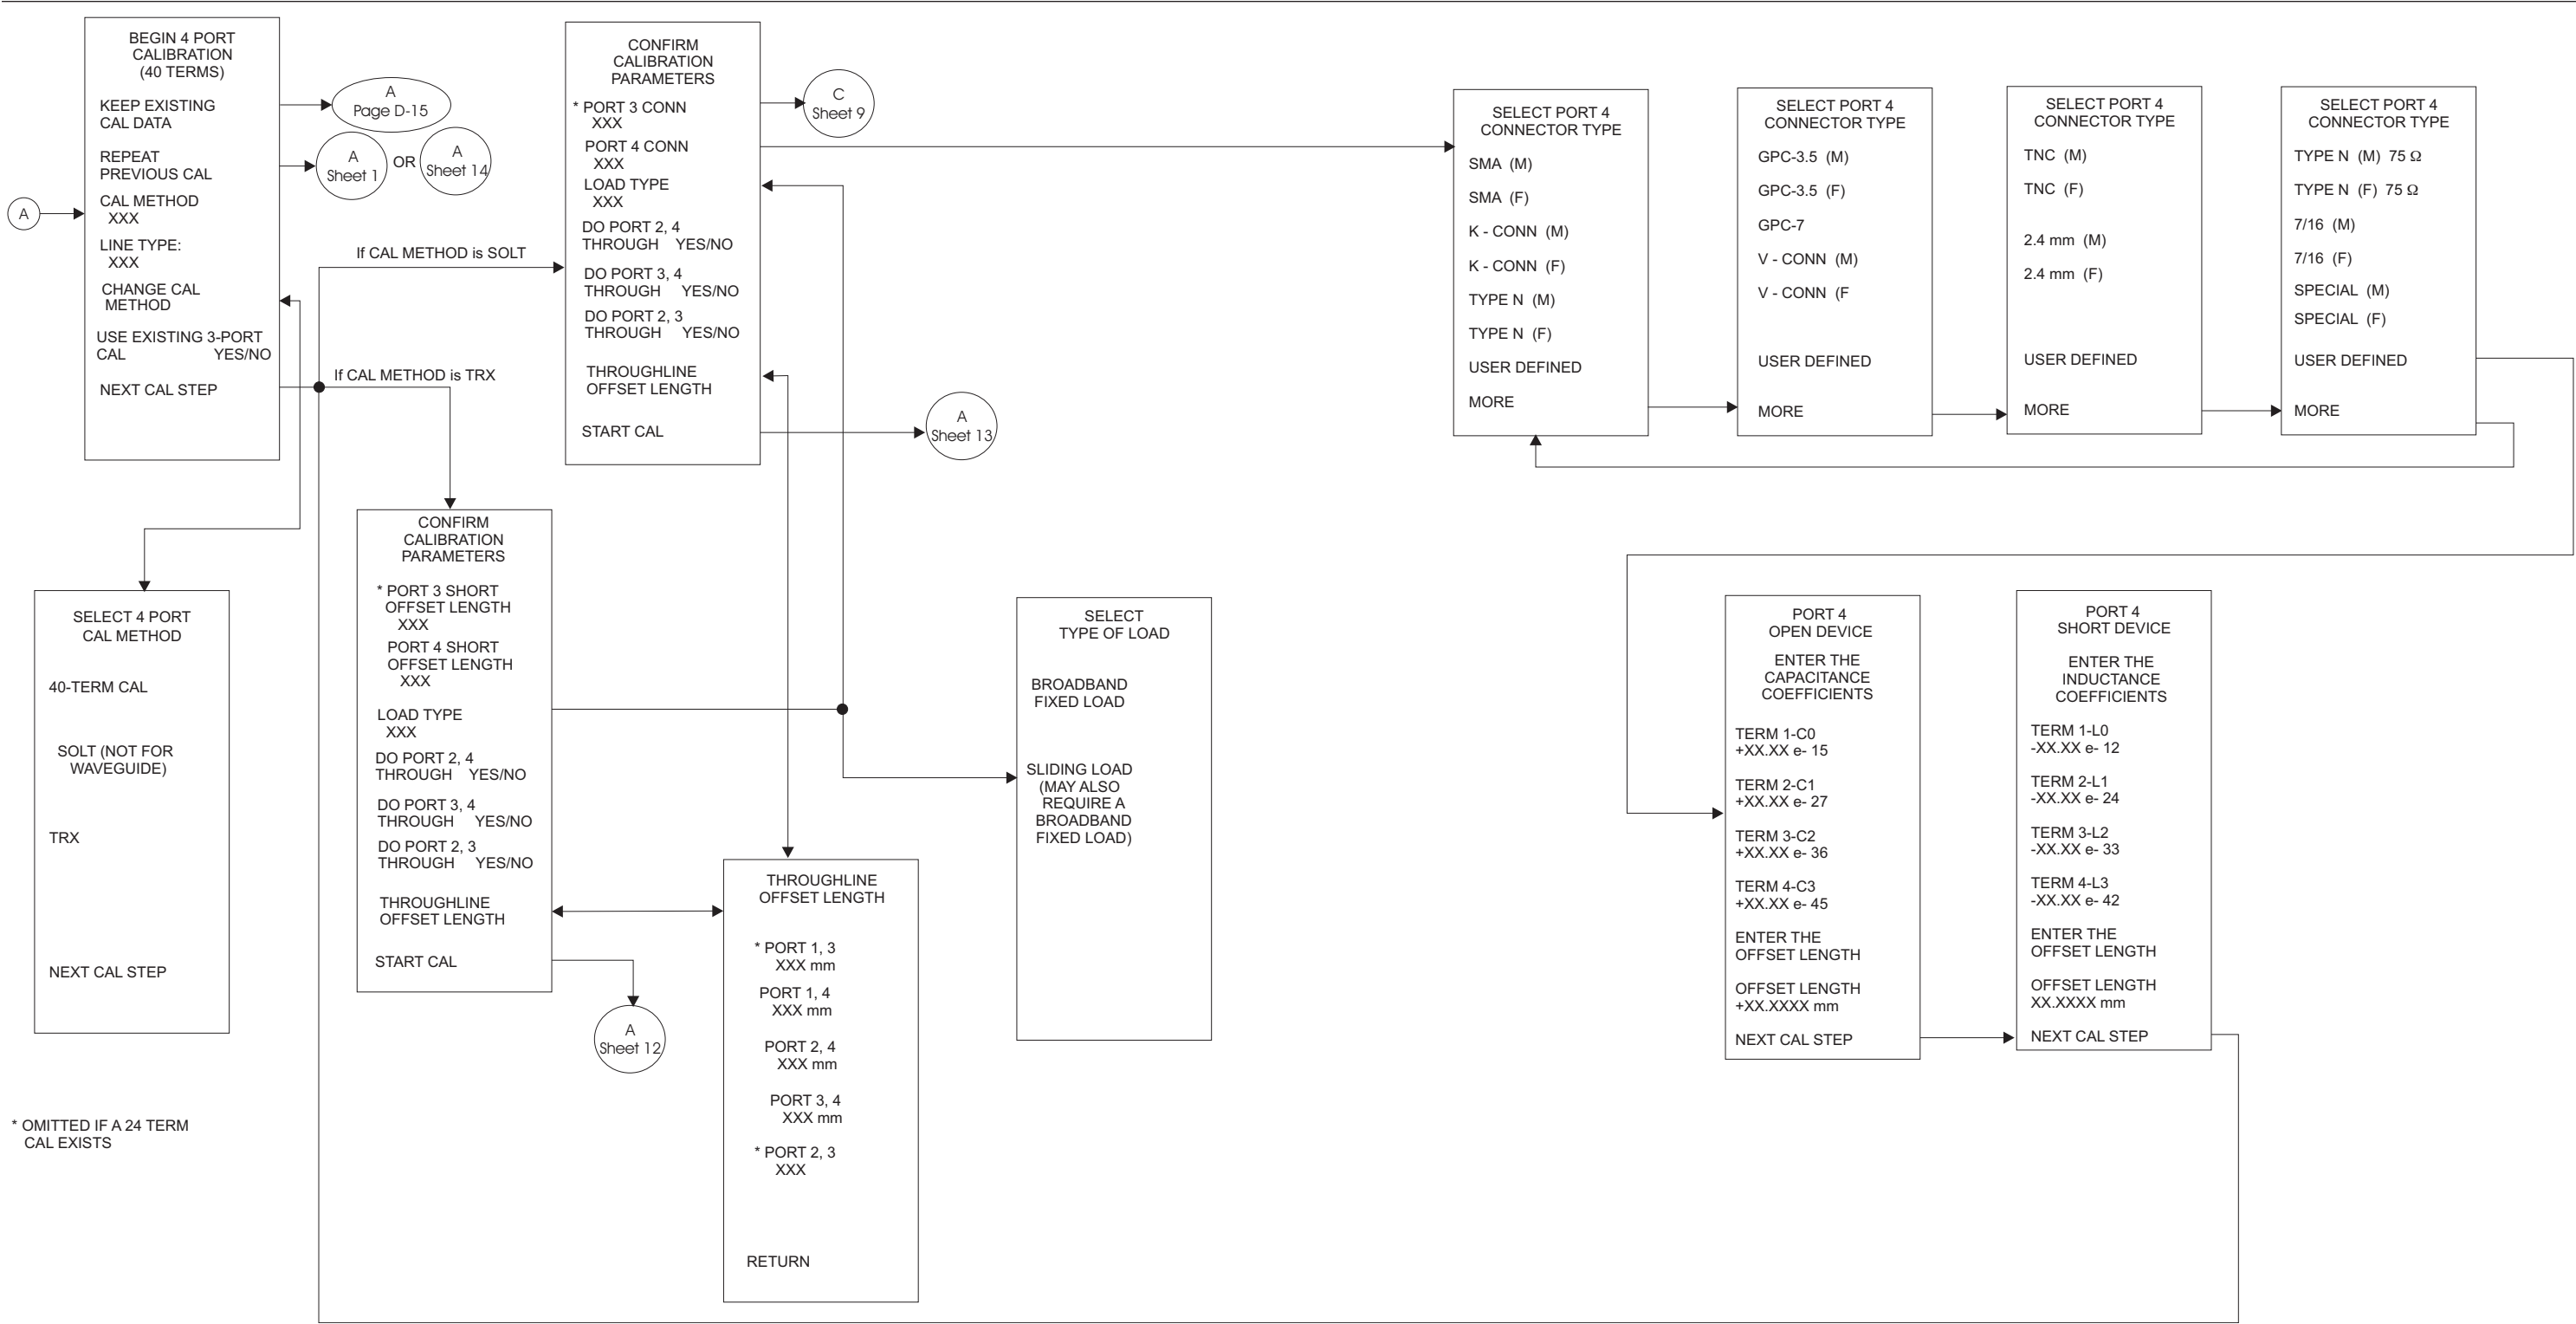 BEGIN 4 PORT
CALIBRATION
(40 TERMS)
KEEP EXISTING
CAL DATA
REPEAT
PREVIOUS CAL
CAL METHOD
XXX
LINE TYPE:
XXX
CHANGE CAL
METHOD
USE EXISTING 3-PORT
CAL YES/NO
NEXT CAL STEP
A
A
Page D-15
A
Sheet 1
OR
A
Sheet 14
If CAL METHOD is SOLT
If CAL METHOD is TRX
CONFIRM
CALIBRATION
PARAMETERS
* PORT 3 CONN
XXX
PORT 4 CONN
XXX
LOAD TYPE
XXX
DO PORT 2, 4
THROUGH YES/NO
DO PORT 3, 4
THROUGH YES/NO
DO PORT 2, 3
THROUGH YES/NO
THROUGHLINE
OFFSET LENGTH
START CAL
C
Sheet 9
A
Sheet 13
SELECT PORT 4
CONNECTOR TYPE
SMA (M)
SMA (F)
K - CONN (M)
K - CONN (F)
TYPE N (M)
TYPE N (F)
USER DEFINED
MORE
SELECT PORT 4
CONNECTOR TYPE
GPC-3.5 (M)
GPC-3.5 (F)
GPC-7
V - CONN (M)
V - CONN (F
USER DEFINED
MORE
SELECT PORT 4
CONNECTOR TYPE
TNC (M)
TNC (F)
2.4 mm (M)
2.4 mm (F)
USER DEFINED
MORE
SELECT PORT 4
CONNECTOR TYPE
TYPE N (M) 75 Ω
TYPE N (F) 75 Ω
7/16 (M)
7/16 (F)
SPECIAL (M)
SPECIAL (F)
USER DEFINED
MORE
SELECT 4 PORT
CAL METHOD
40-TERM CAL
SOLT (NOT FOR
WAVEGUIDE)
TRX
NEXT CAL STEP
CONFIRM
CALIBRATION
PARAMETERS
* PORT 3 SHORT
OFFSET LENGTH
XXX
PORT 4 SHORT
OFFSET LENGTH
XXX
LOAD TYPE
XXX
DO PORT 2, 4
THROUGH YES/NO
DO PORT 3, 4
THROUGH YES/NO
DO PORT 2, 3
THROUGH YES/NO
THROUGHLINE
OFFSET LENGTH
START CAL
A
Sheet 12
THROUGHLINE
OFFSET LENGTH
* PORT 1, 3
XXX mm
PORT 1, 4
XXX mm
PORT 2, 4
XXX mm
PORT 3, 4
XXX mm
* PORT 2, 3
XXX
RETURN
SELECT
TYPE OF LOAD
BROADBAND
FIXED LOAD
SLIDING LOAD
(MAY ALSO
REQUIRE A
BROADBAND
FIXED LOAD)
PORT 4
OPEN DEVICE
ENTER THE
CAPACITANCE
COEFFICIENTS
TERM 1-C0
+XX.XX e- 15
TERM 2-C1
+XX.XX e- 27
TERM 3-C2
+XX.XX e- 36
TERM 4-C3
+XX.XX e- 45
ENTER THE
OFFSET LENGTH
OFFSET LENGTH
+XX.XXXX mm
NEXT CAL STEP
PORT 4
SHORT DEVICE
ENTER THE
INDUCTANCE
COEFFICIENTS
TERM 1-L0
-XX.XX e- 12
TERM 2-L1
-XX.XX e- 24
TERM 3-L2
-XX.XX e- 33
TERM 4-L3
-XX.XX e- 42
ENTER THE
OFFSET LENGTH
OFFSET LENGTH
XX.XXXX mm
NEXT CAL STEP
* OMITTED IF A 24 TERM
CAL EXISTS